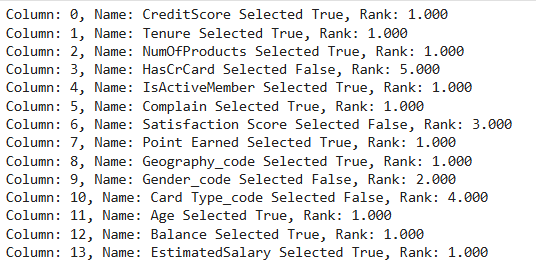 Column: 0, Name: CreditScore Selected True, Rank: 1.000
Column: 1, Name: Tenure Selected True, Rank: 1.000
Column: 2, Name: NumOfProducts Selected True, Rank: 1.000
Column: 3, Name: HasCrCard Selected False, Rank: 5.000
Column: 4, Name: IsActiveMember Selected True, Rank: 1.000
Column: 5, Name: Complain Selected True, Rank: 1.000
Column: 6, Name: Satisfaction Score Selected False, Rank: 3.000
Column: 7, Name: Point Earned Selected True, Rank: 1.000
Column: 8, Name: Geography_code Selected True, Rank: 1.000
Column: 9, Name: Gender_code Selected False, Rank: 2.000
Column: 10, Name: Card Type_code Selected False, Rank: 4.000
Column: 11, Name: Age Selected True, Rank: 1.000
Column: 12, Name: Balance Selected True, Rank: 1.000
Column: 13, Name: EstimatedSalary Selected True, Rank: 1.000